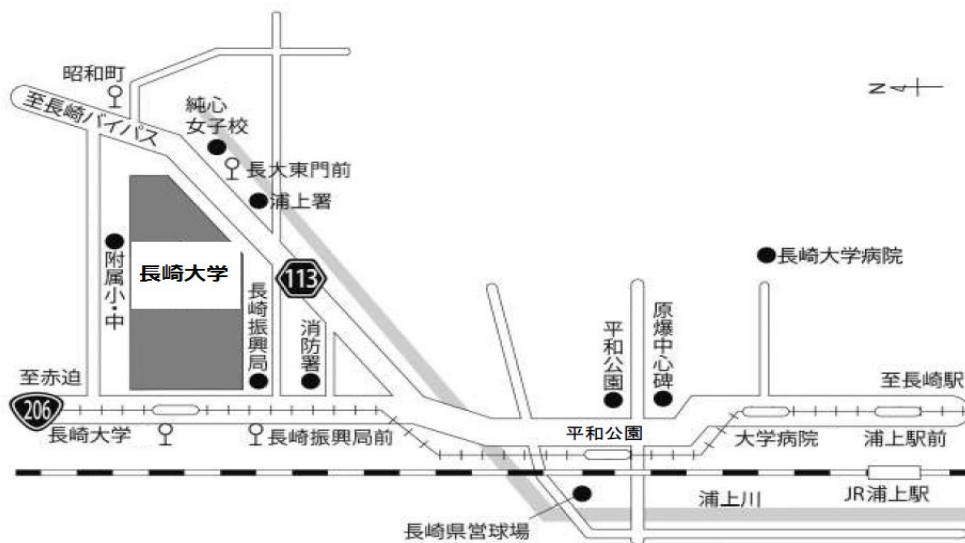 昭和町
至長崎バイパス
純心
女子校
長大東門前
浦上署
N
長崎大学
附属小・中
長崎振興局
113
消防署
長崎大学病院
平和公園
原爆中心碑
至赤迫
至長崎駅
206
長崎大学
長崎振興局前
平和公園
大学病院
浦上駅前
浦上川
JR浦上駅
長崎県営球場